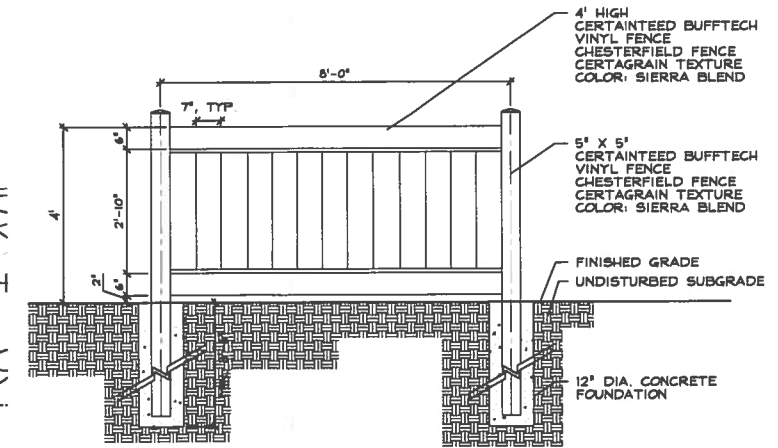 4' HIGH
CERTAINTEED BUFFTECH
VINYL FENCE
CHESTERFIELD FENCE
CERTAGRAIN TEXTURE
COLOR: SIERRA BLEND
8'-0"
7", TYP
6"
4'
2'-10"
2"
6"
5" X 5"
CERTAINTEED BUFFTECH
VINYL FENCE
CHESTERFIELD FENCE
CERTAGRAIN TEXTURE
COLOR: SIERRA BLEND
FINISHED GRADE
UNDISTURBED SUBGRADE
12" DIA. CONCRETE
FOUNDATION